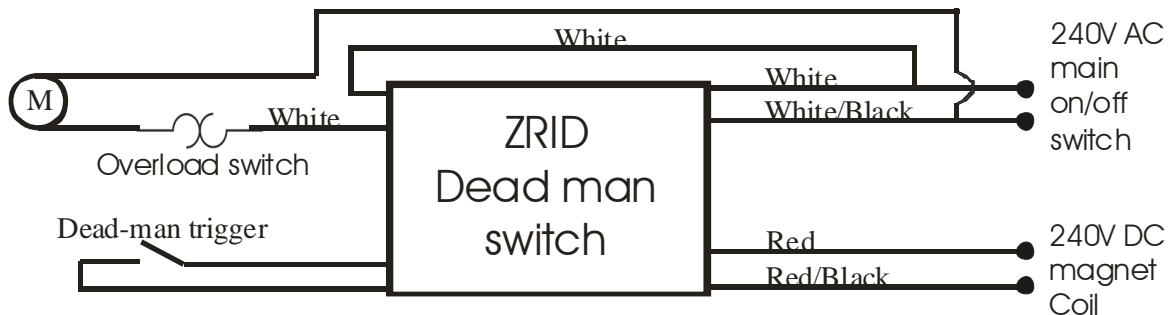 White
240V AC
main
on/off
switch
M
White
White
White/Black
Overload switch
ZRID
Dead man
switch
Dead-man trigger
Red
Red/Black
240V DC
magnet
Coil